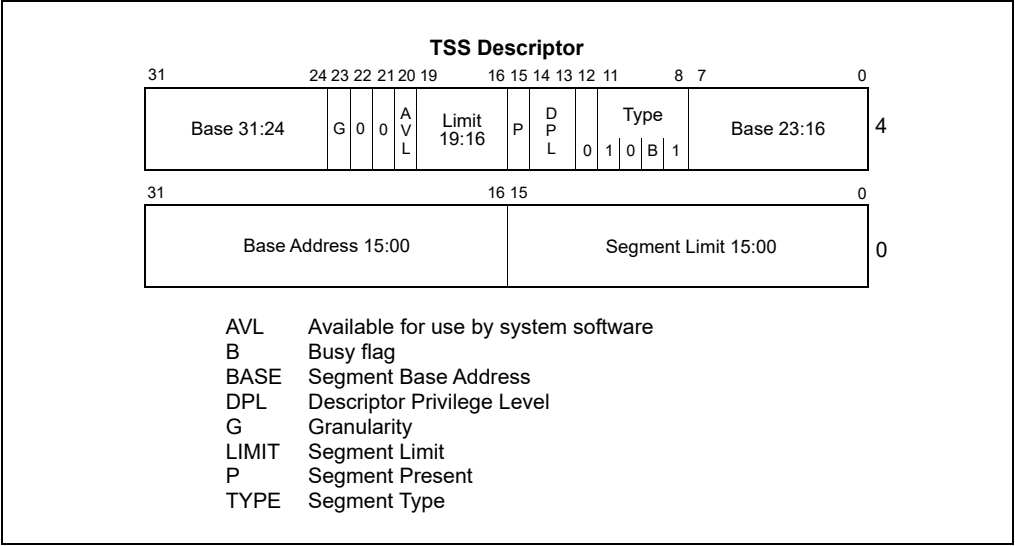 TSS Descriptor
31 24 23 22 21 20 19 16 15 14 13 12 11 8 7 0
Base 31:24 G 0 0 AVL Limit 19:16 P DPL 0 Type 1 0 B 1 Base 23:16 4
31 16 15 0
Base Address 15:00 Segment Limit 15:00 0
AVL Available for use by system software
B Busy flag
BASE Segment Base Address
DPL Descriptor Privilege Level
G Granularity
LIMIT Segment Limit
P Segment Present
TYPE Segment Type